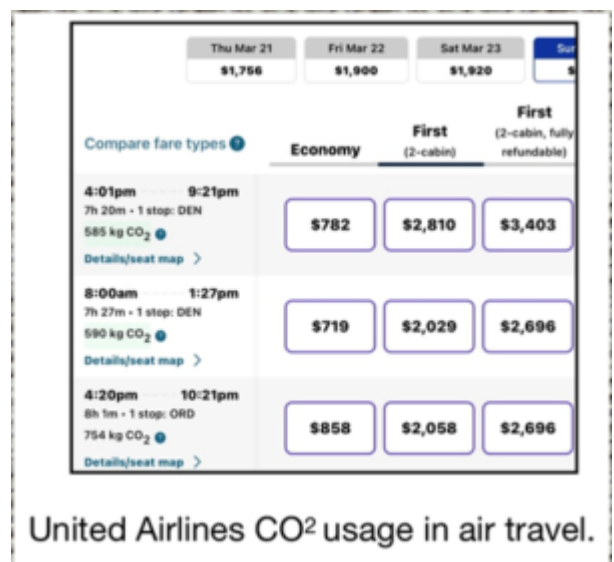 Thu Mar 21 Fri Mar 22 Sat Mar 23 Sun
$1,756 $1,900 $1,920 $
First
First (2-cabin, fully
Compare fare types ? Economy (2-cabin) refundable)
4:01pm 9:21pm
7h 20m • 1 stop: DEN
585 kg CO₂ ?
Details/seat map >
$782 $2,810 $3,403
8:00am 1:27pm
7h 27m • 1 stop: DEN
590 kg CO₂ ?
Details/seat map >
$719 $2,029 $2,696
4:20pm 10:21pm
8h 1m • 1 stop: ORD
754 kg CO₂ ?
Details/seat map >
$858 $2,058 $2,696
United Airlines CO² usage in air travel.